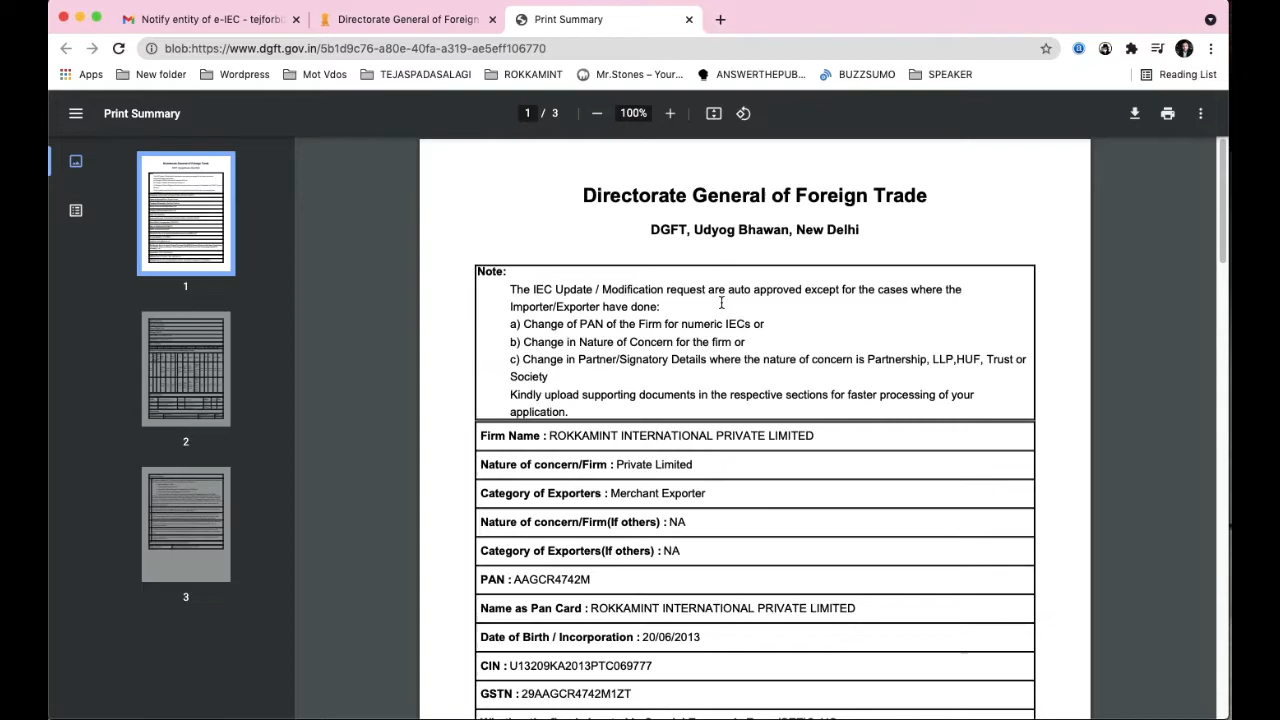 Notify entity of e-IEC - tejforbi
Directorate General of Foreign
Print Summary
blob:https://www.dgft.gov.in/5b1d9c76-a80e-40fa-a319-ae5eff106770
Apps New folder Wordpress Mot Vdos TEJASPADASALAGI ROKKAMINT Mr.Stones – Your... ANSWERTHEPUB... BUZZSUMO SPEAKER Reading List
Print Summary 1 / 3 100%
1
2
3
Directorate General of Foreign Trade
DGFT, Udyog Bhawan, New Delhi
Note:
The IEC Update / Modification request are auto approved except for the cases where the
Importer/Exporter have done:
a) Change of PAN of the Firm for numeric IECs or
b) Change in Nature of Concern for the firm or
c) Change in Partner/Signatory Details where the nature of concern is Partnership, LLP,HUF, Trust or
Society
Kindly upload supporting documents in the respective sections for faster processing of your
application.
Firm Name : ROKKAMINT INTERNATIONAL PRIVATE LIMITED
Nature of concern/Firm : Private Limited
Category of Exporters : Merchant Exporter
Nature of concern/Firm(If others) : NA
Category of Exporters(If others) : NA
PAN : AAGCR4742M
Name as Pan Card : ROKKAMINT INTERNATIONAL PRIVATE LIMITED
Date of Birth / Incorporation : 20/06/2013
CIN : U13209KA2013PTC069777
GSTN : 29AAGCR4742M1ZT